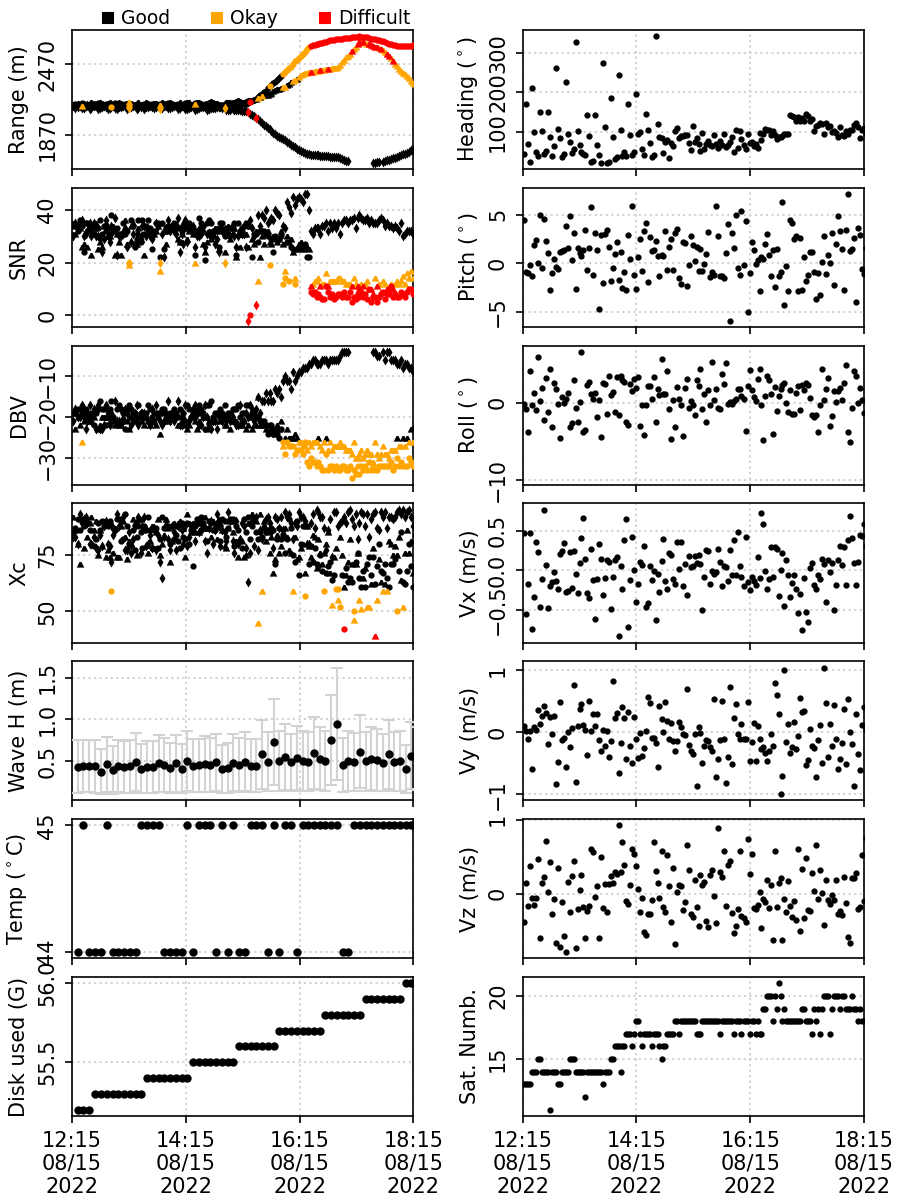 Good Okay Difficult
Range (m)
2470
1870
Heading (°)
300
200
100
SNR
40
20
0
Pitch (°)
5
0
−5
DBV
−10
−20
−30
Roll (°)
0
−10
Xc
75
50
Vx (m/s)
0.5
0.0
−0.5
Wave H (m)
1.5
1.0
0.5
Vy (m/s)
1
0
−1
Temp (°C)
45
44
Vz (m/s)
1
0
Disk used (G)
56.0
55.5
Sat. Numb.
20
15
12:15 14:15 16:15 18:15 12:15 14:15 16:15 18:15
08/15 08/15 08/15 08/15 08/15 08/15 08/15 08/15
2022 2022 2022 2022 2022 2022 2022 2022